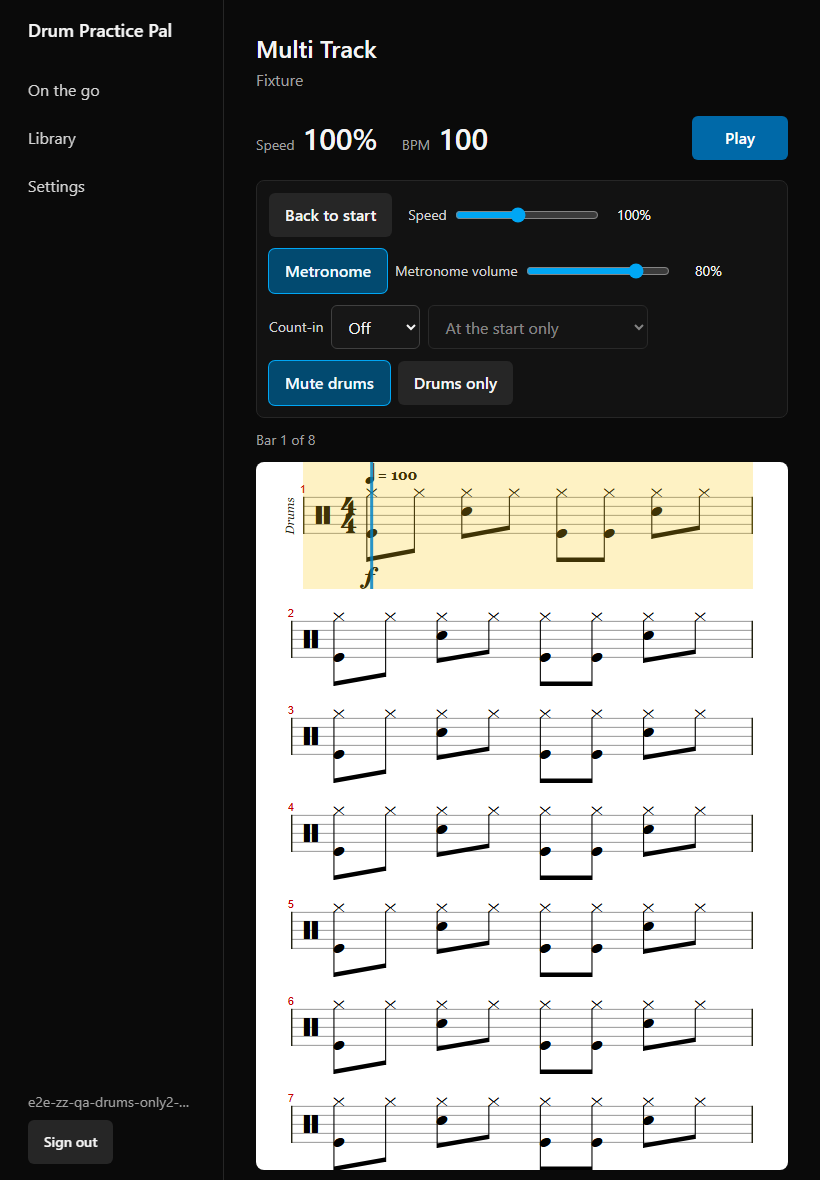 Drum Practice Pal
On the go
Library
Settings
Multi Track
Fixture
Speed 100% BPM 100
Play
Back to start Speed 100%
Metronome Metronome volume 80%
Count-in Off At the start only
Mute drums Drums only
Bar 1 of 8
= 100
1
Drums
4
4
f
2
3
4
5
6
7
e2e-zz-qa-drums-only2-...
Sign out